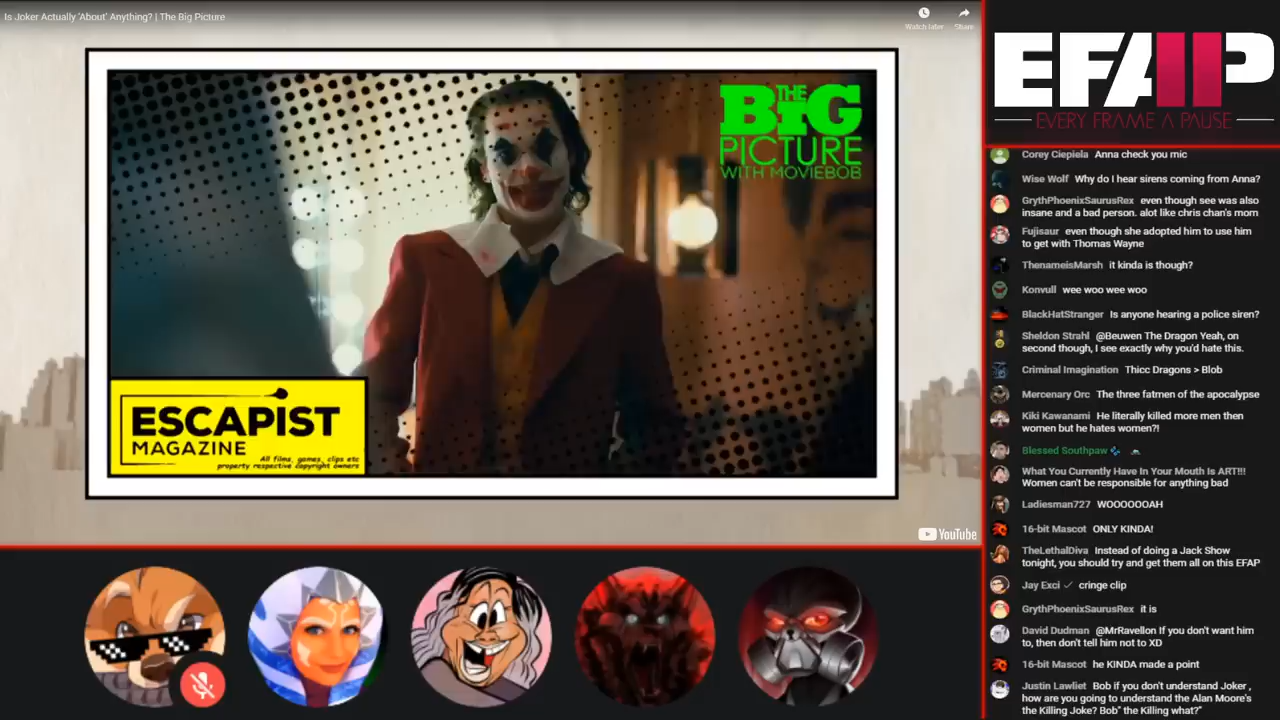 Is Joker Actually 'About' Anything? | The Big Picture
Watch later
Share
THE
BiG
PICTURE
WITH MOVIEBOB
ESCAPIST
MAGAZINE
All films, games, clips etc
property respective copyright owners
YouTube
EFAP
EVERY FRAME A PAUSE
Corey Ciepiela Anna check you mic
Wise Wolf Why do I hear sirens coming from Anna?
GrythPhoenixSaurusRex even though see was also
insane and a bad person. alot like chris chan's mom
Fujisaur even though she adopted him to use him
to get with Thomas Wayne
ThenameisMarsh it kinda is though?
Konvull wee woo wee woo
BlackHatStranger Is anyone hearing a police siren?
Sheldon Strahl @Beuwen The Dragon Yeah, on
second though, I see exactly why you'd hate this.
Criminal Imagination Thicc Dragons > Blob
Mercenary Orc The three fatmen of the apocalypse
Kiki Kawanami He literally killed more men then
women but he hates women?!
Blessed Southpaw
What You Currently Have In Your Mouth Is ART!!!
Women can't be responsible for anything bad
Ladiesman727 WOOOOOOAH
16-bit Mascot ONLY KINDA!
TheLethalDiva Instead of doing a Jack Show
tonight, you should try and get them all on this EFAP
Jay Exci ✓ cringe clip
GrythPhoenixSaurusRex it is
David Dudman @MrRavellon If you don't want him
to, then don't tell him not to XD
16-bit Mascot he KINDA made a point
Justin Lawliet Bob if you don't understand Joker ,
how are you going to understand the Alan Moore's
the Killing Joke? Bob" the Killing what?"